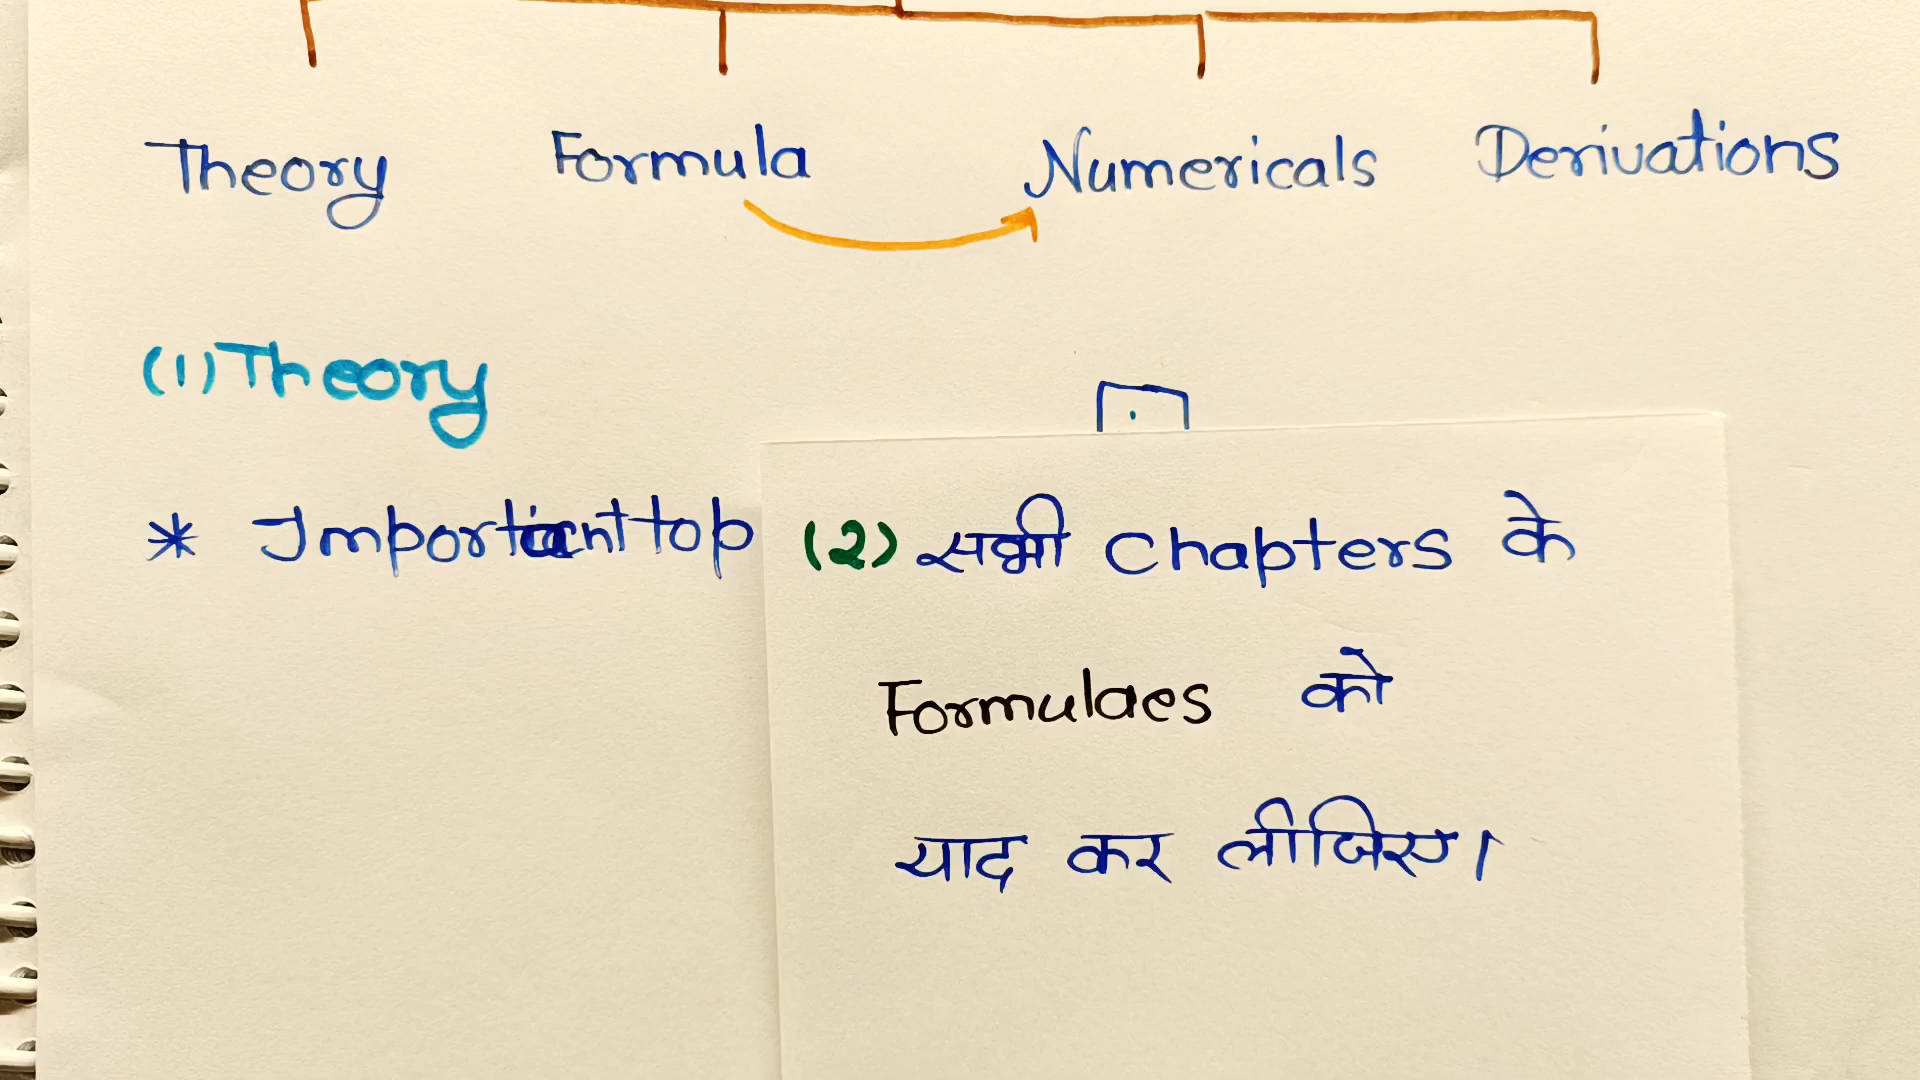 Theory Formula Numericals Derivations
(1) Theory
* Important top
(2) सभी Chapters के
Formulaes को
याद कर लीजिए।